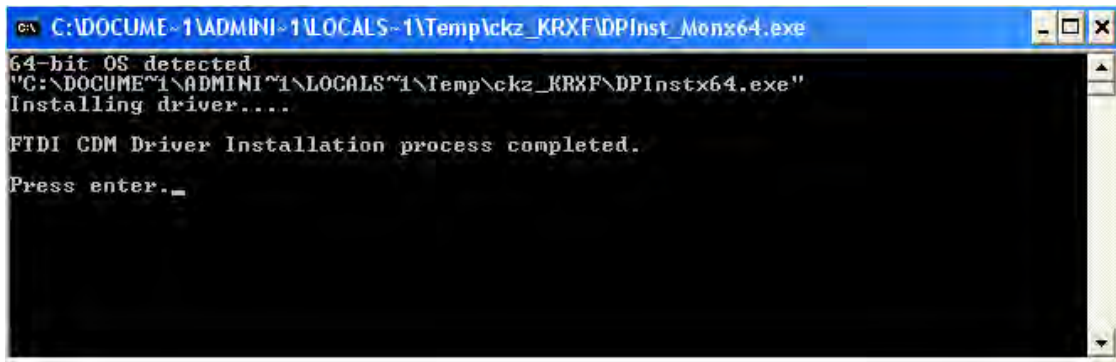 C:\DOCUME~1\ADMINI~1\LOCALS~1\Temp\ckz_KRXF\DPInst_Monx64.exe
64-bit OS detected
"C:\DOCUME~1\ADMINI~1\LOCALS~1\Temp\ckz_KRXF\DPInstx64.exe"
Installing driver....
FTDI CDM Driver Installation process completed.
Press enter._